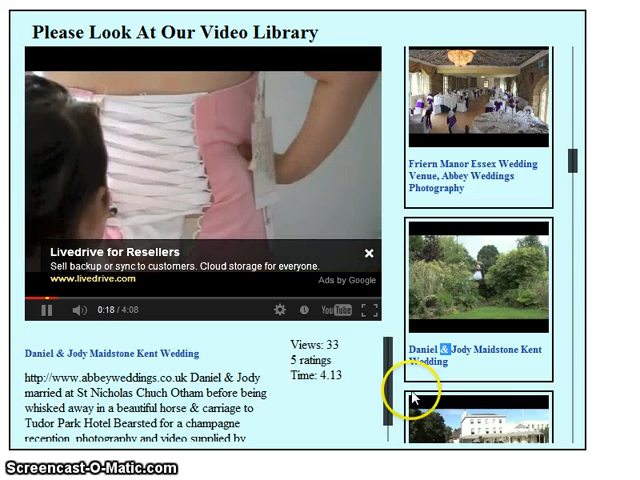 Please Look At Our Video Library
Livedrive for Resellers
Sell backup or sync to customers. Cloud storage for everyone.
www.livedrive.com
Ads by Google
0:18 / 4:08
YouTube
Daniel & Jody Maidstone Kent Wedding
http://www.abbeyweddings.co.uk Daniel & Jody
married at St Nicholas Chuch Otham before being
whisked away in a beautiful horse & carriage to
Tudor Park Hotel Bearsted for a champagne
reception, photography and video supplied by
Views: 33
5 ratings
Time: 4.13
Friern Manor Essex Wedding
Venue, Abbey Weddings
Photography
Daniel & Jody Maidstone Kent
Wedding
Screencast-O-Matic.com